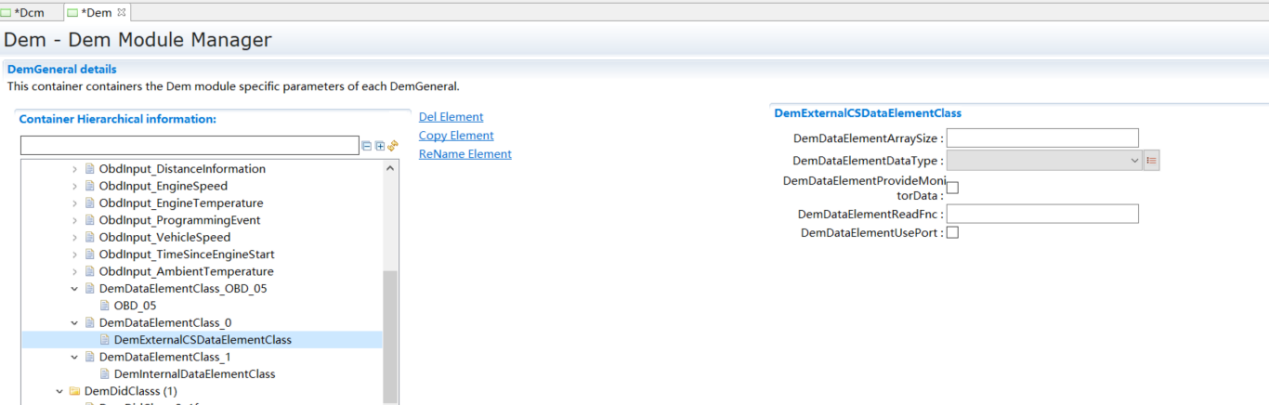 *Dcm *Dem
Dem - Dem Module Manager
DemGeneral details
This container containers the Dem module specific parameters of each DemGeneral.
Container Hierarchical information:
ObdInput_DistanceInformation
ObdInput_EngineSpeed
ObdInput_EngineTemperature
ObdInput_ProgrammingEvent
ObdInput_VehicleSpeed
ObdInput_TimeSinceEngineStart
ObdInput_AmbientTemperature
DemDataElementClass_OBD_05
OBD_05
DemDataElementClass_0
DemExternalCSDataElementClass
DemDataElementClass_1
DemInternalDataElementClass
DemDidClasss (1)
Del Element
Copy Element
ReName Element
DemExternalCSDataElementClass
DemDataElementArraySize :
DemDataElementDataType :
DemDataElementProvideMoni
torData :
DemDataElementReadFnc :
DemDataElementUsePort :